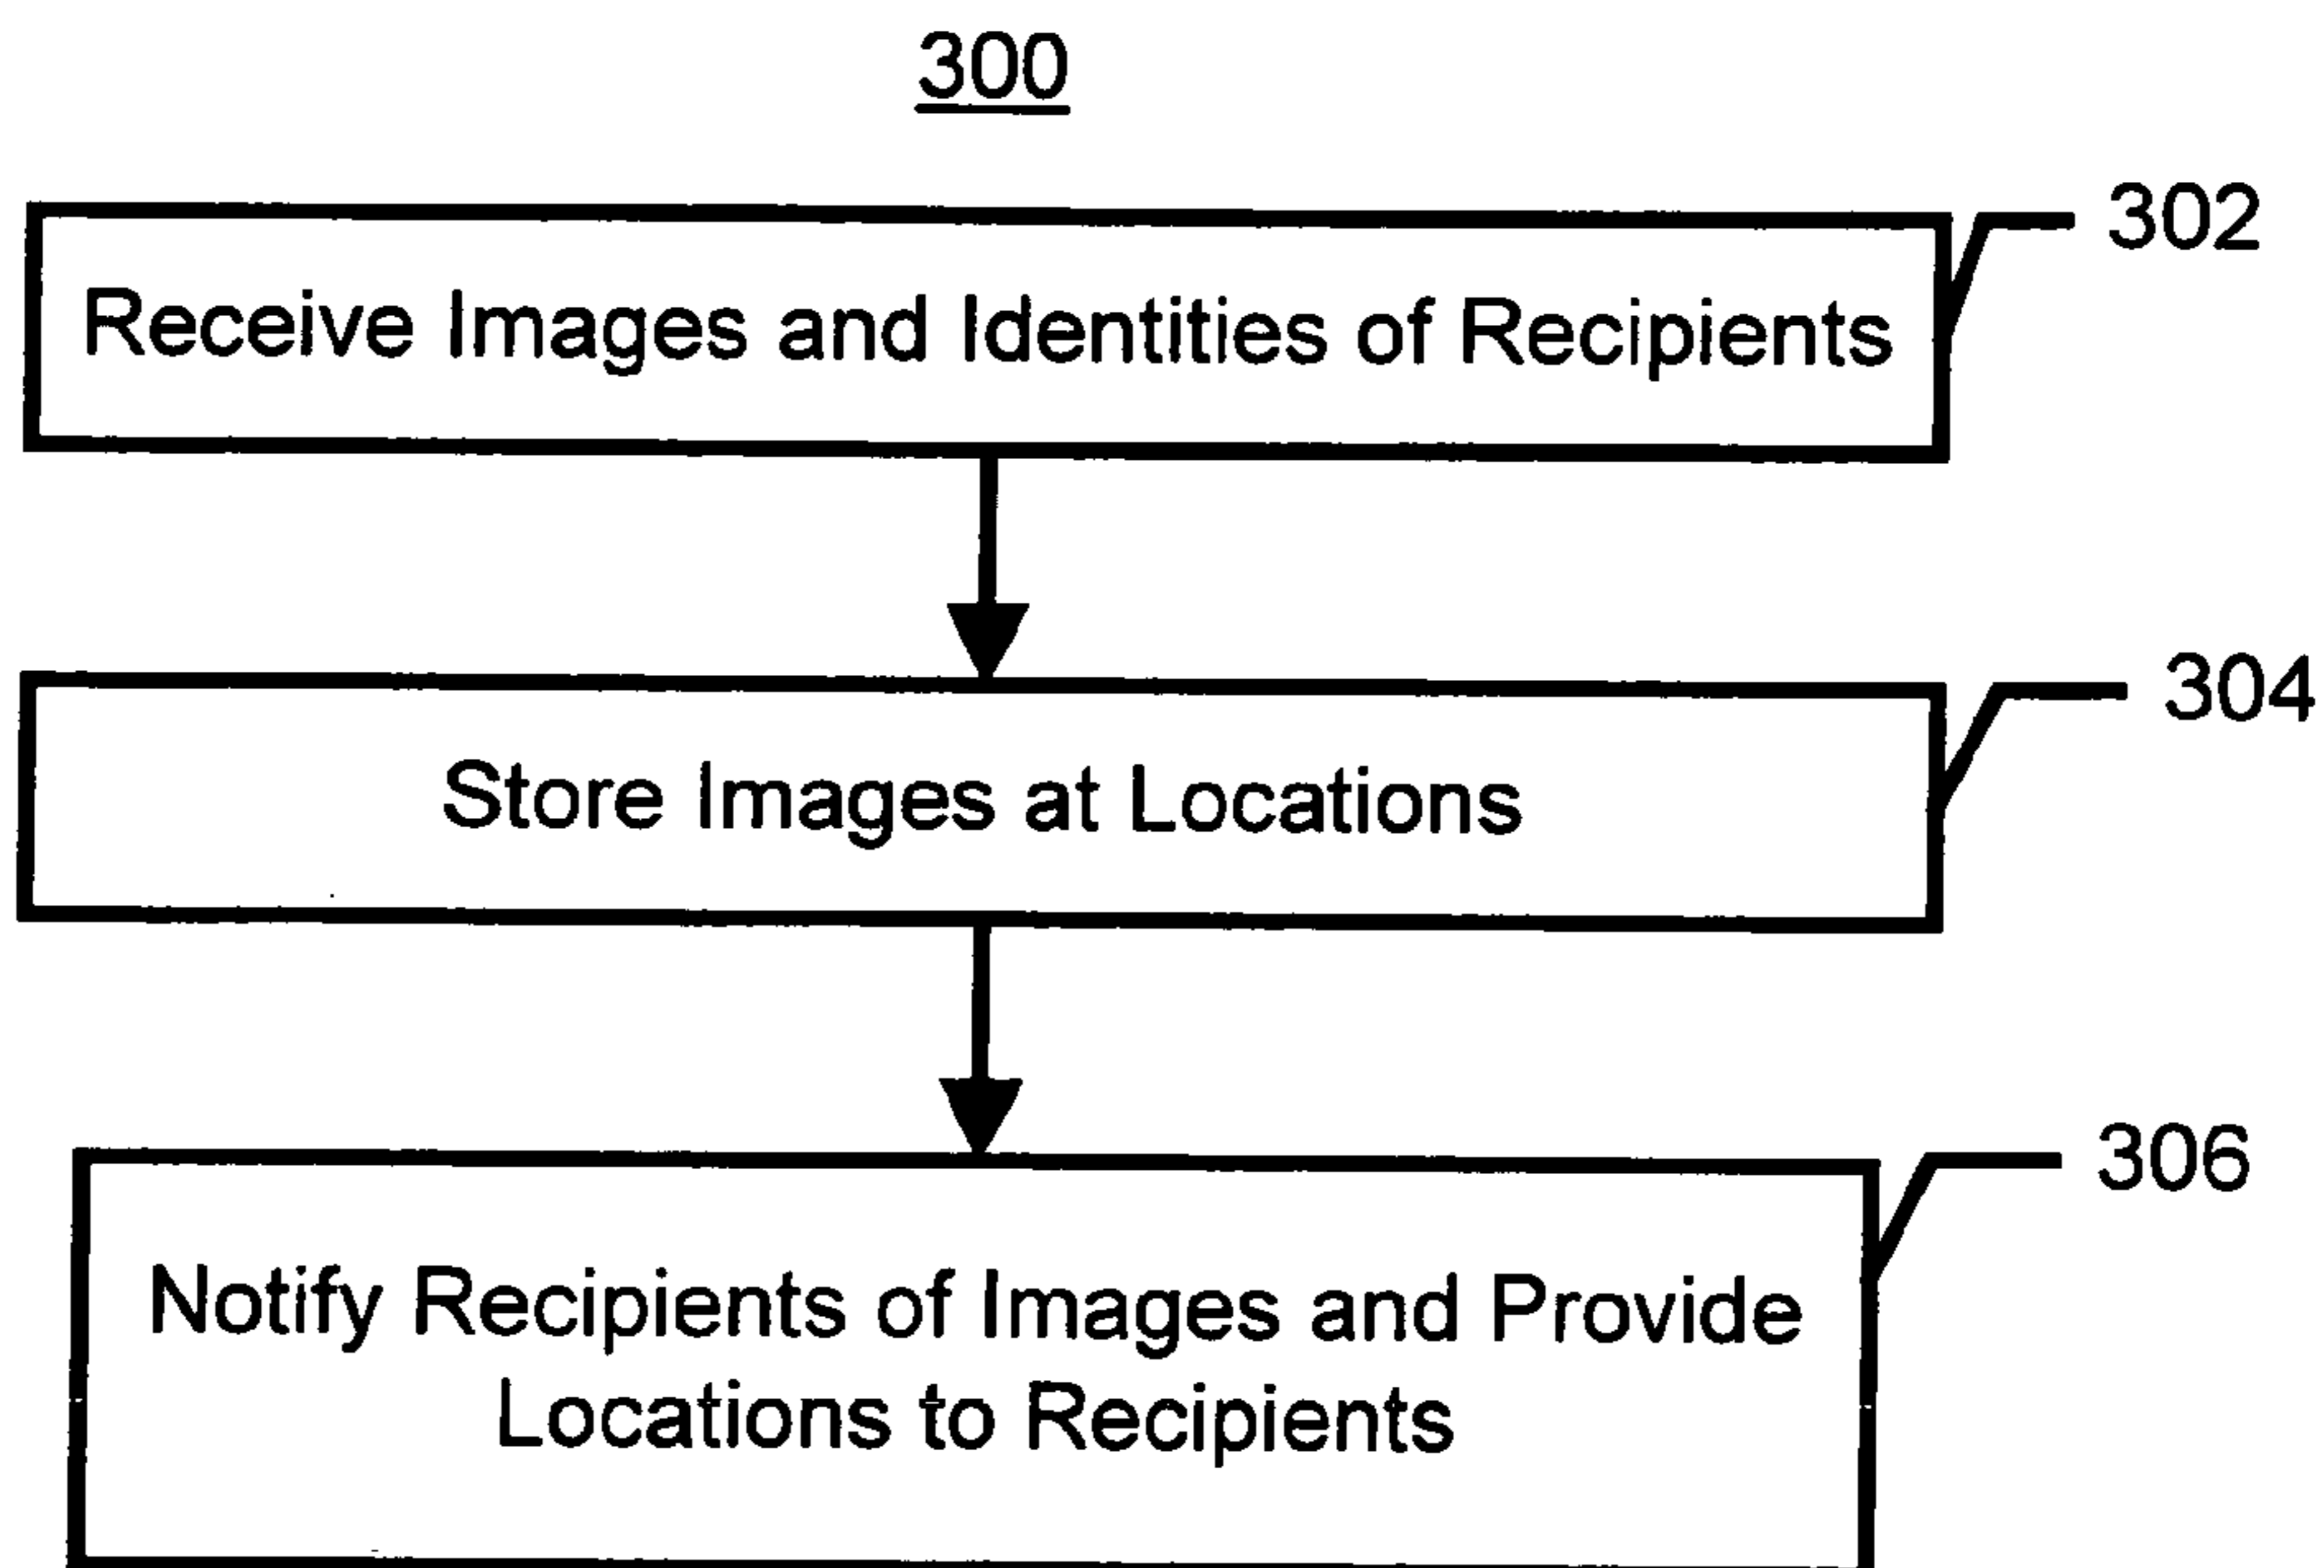 300
302
Receive Images and Identities of Recipients
304
Store Images at Locations
306
Notify Recipients of Images and Provide
Locations to Recipients